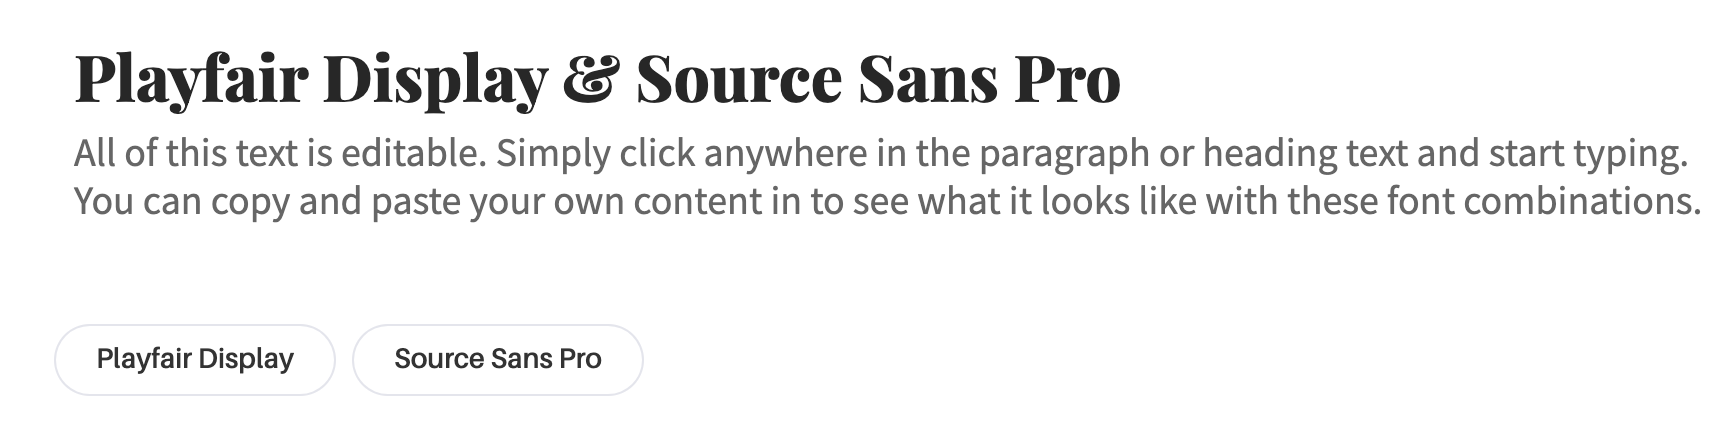 Playfair Display & Source Sans Pro
All of this text is editable. Simply click anywhere in the paragraph or heading text and start typing.
You can copy and paste your own content in to see what it looks like with these font combinations.
Playfair Display
Source Sans Pro